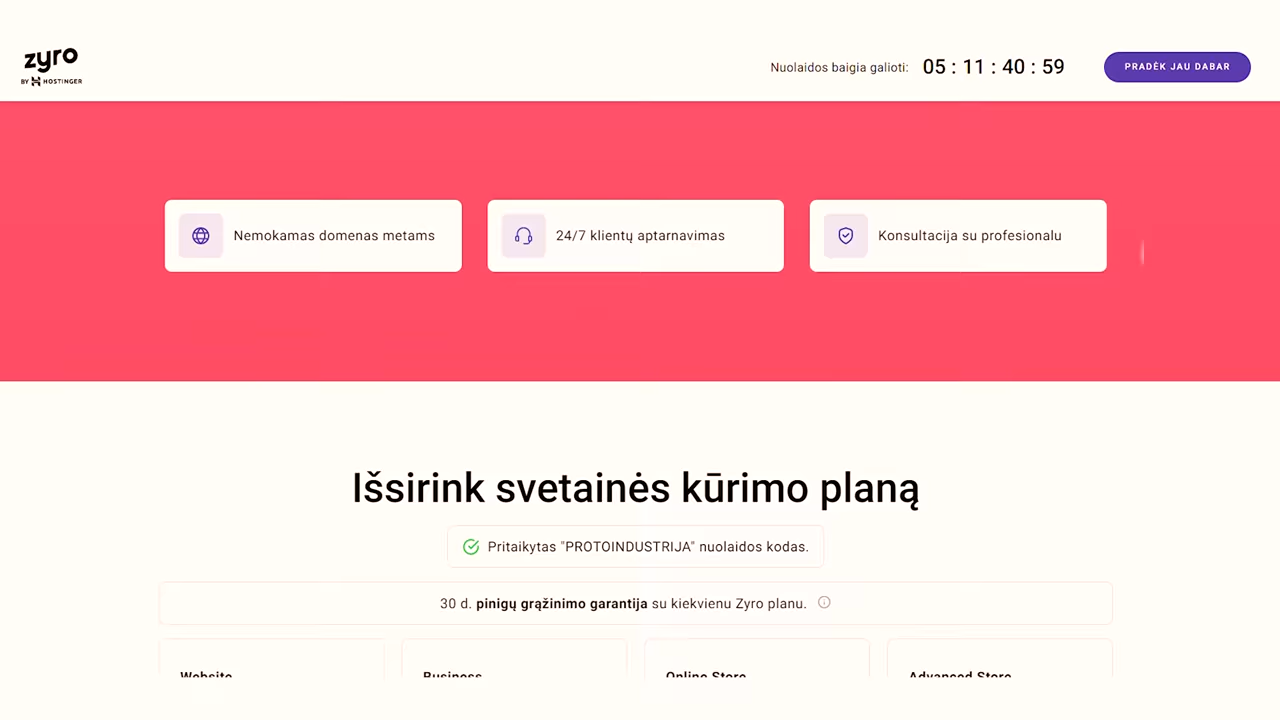 zyro
BY HOSTINGER
Nuolaidos baigia galioti: 05 : 11 : 40 : 59
PRADĖK JAU DABAR
Nemokamas domenas metams
24/7 klientų aptarnavimas
Konsultacija su profesionalu
Išsirink svetainės kūrimo planą
Pritaikytas "PROTOINDUSTRIJA" nuolaidos kodas.
30 d. pinigų grąžinimo garantija su kiekvienu Zyro planu.
Website
Business
Online Store
Advanced Store